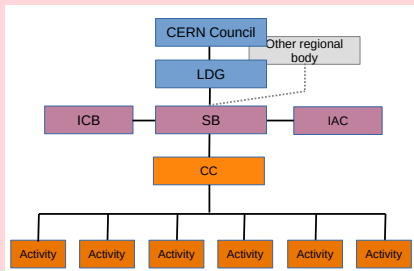 CERN Council
Other regional
body
LDG
ICB
SB
IAC
CC
Activity
Activity
Activity
Activity
Activity
Activity